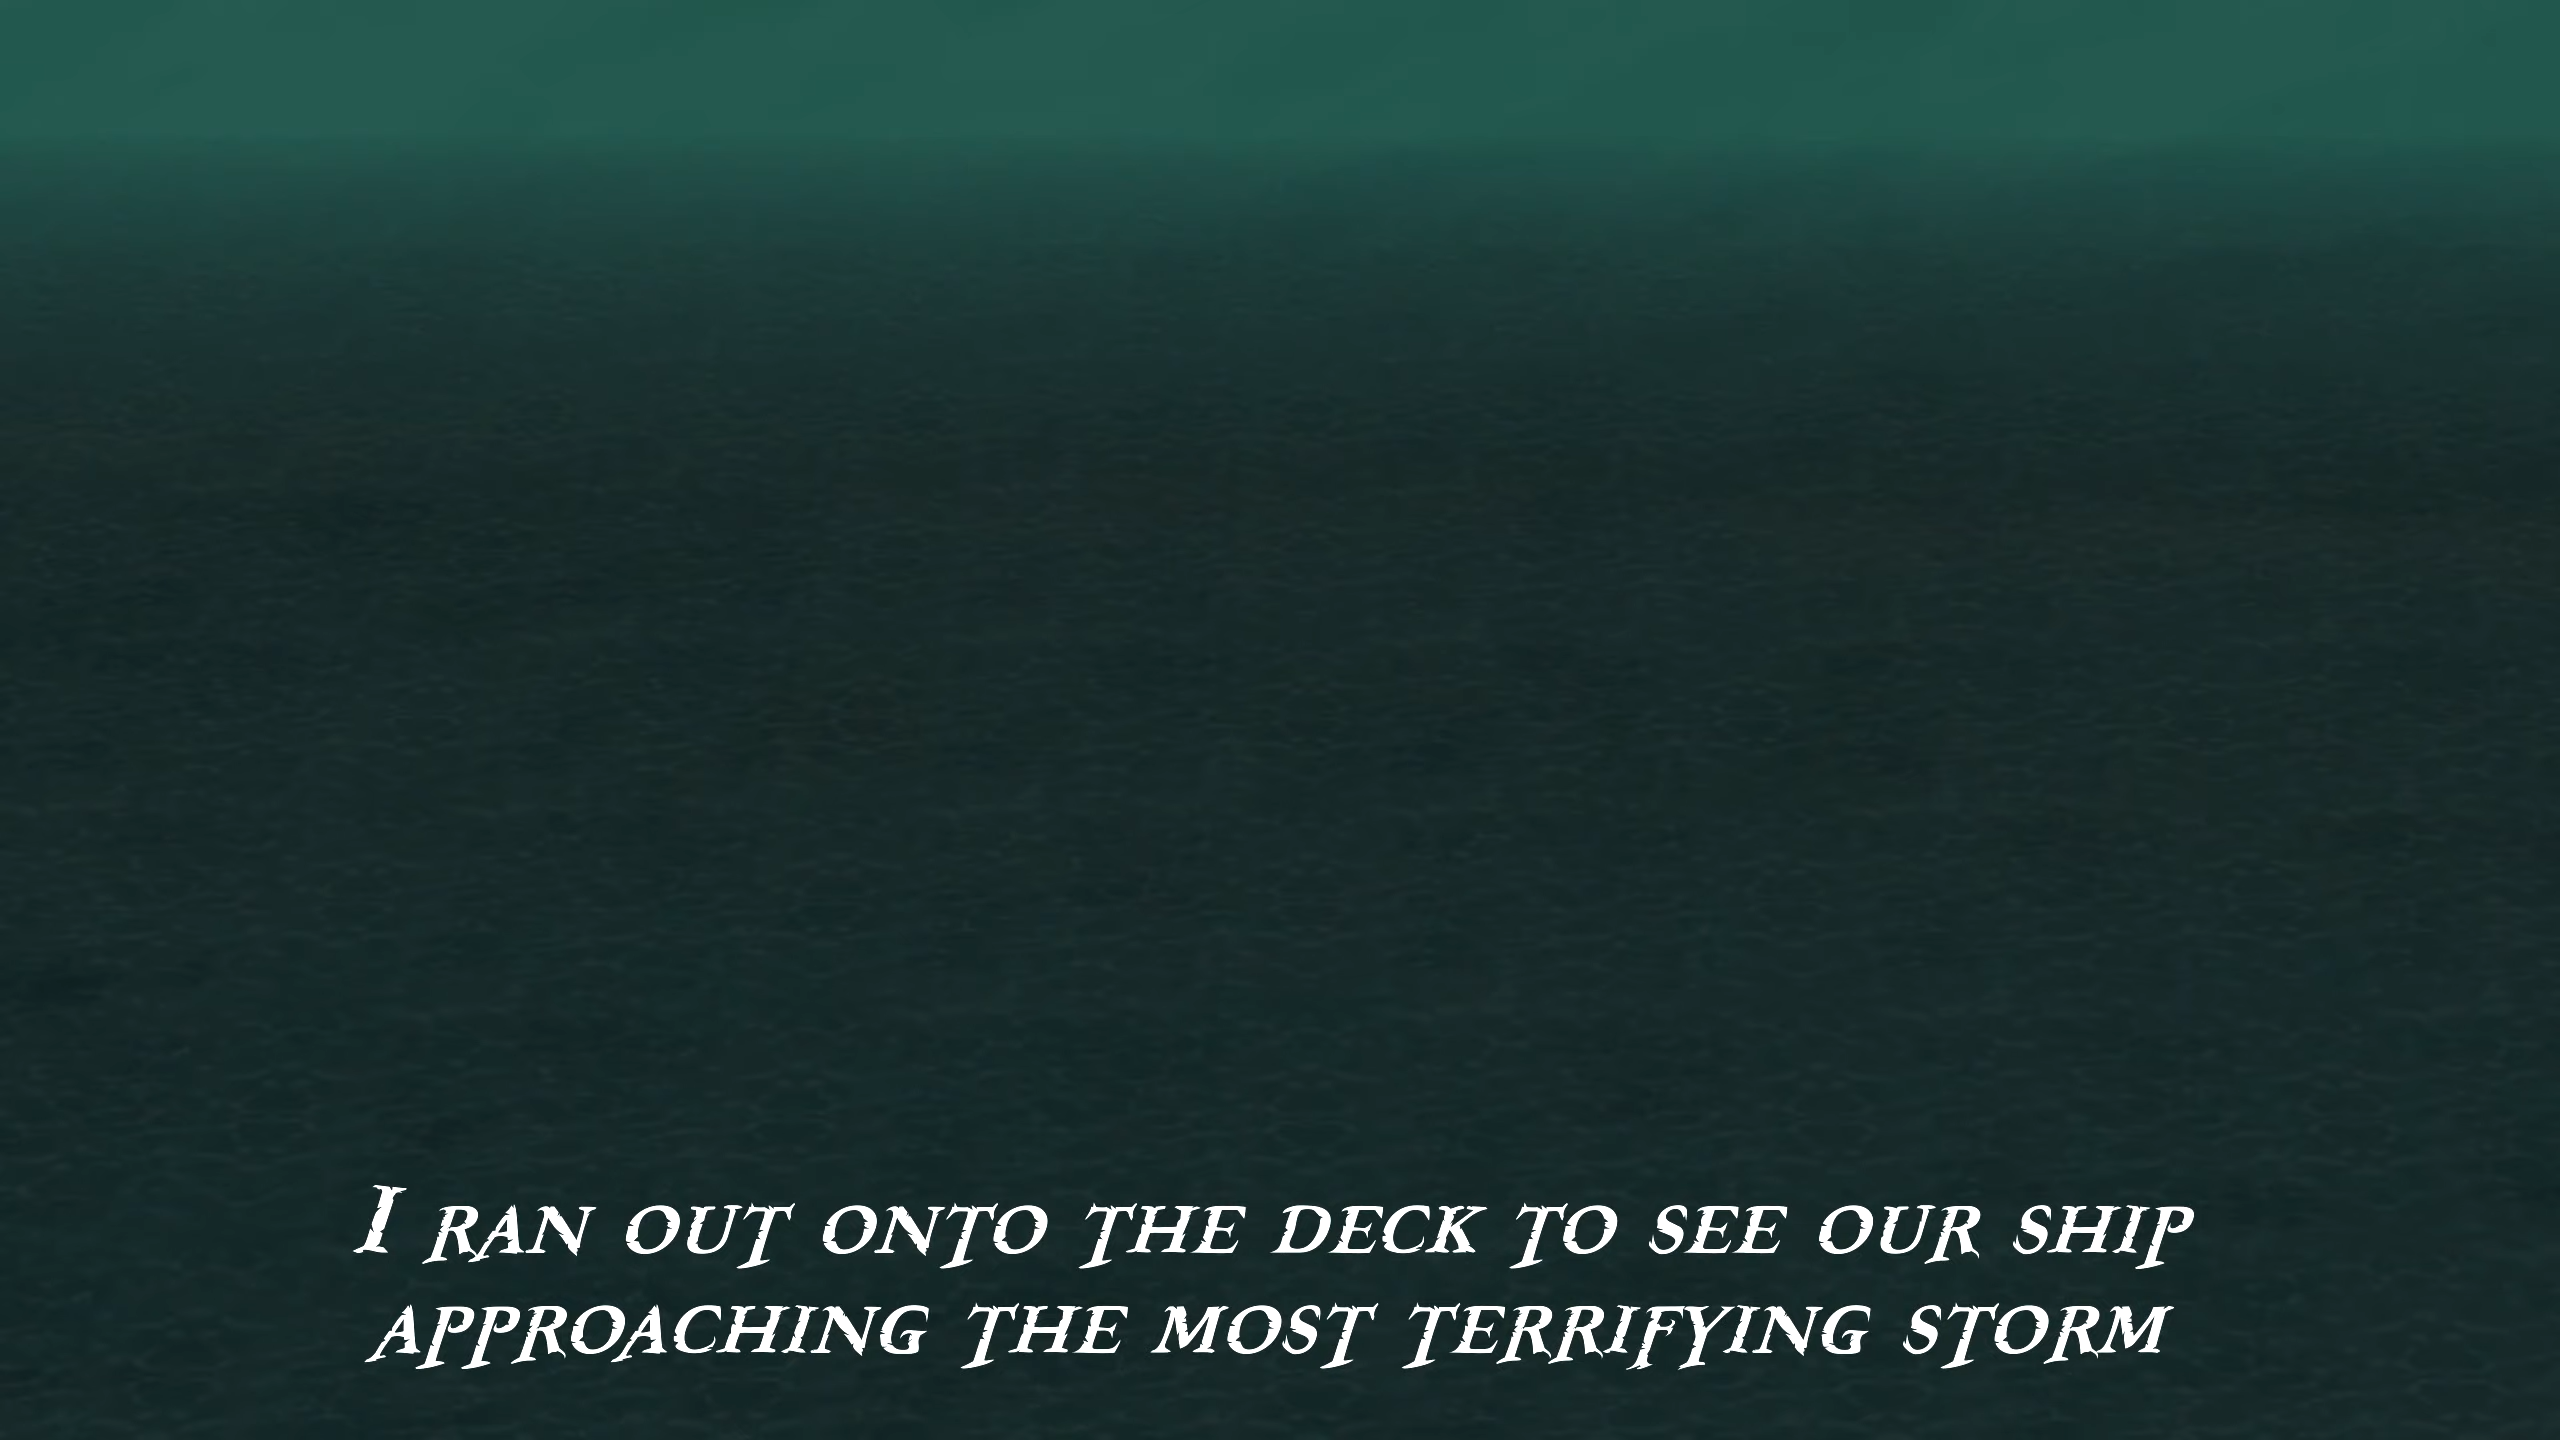 I ran out onto the deck to see our ship
approaching the most terrifying storm